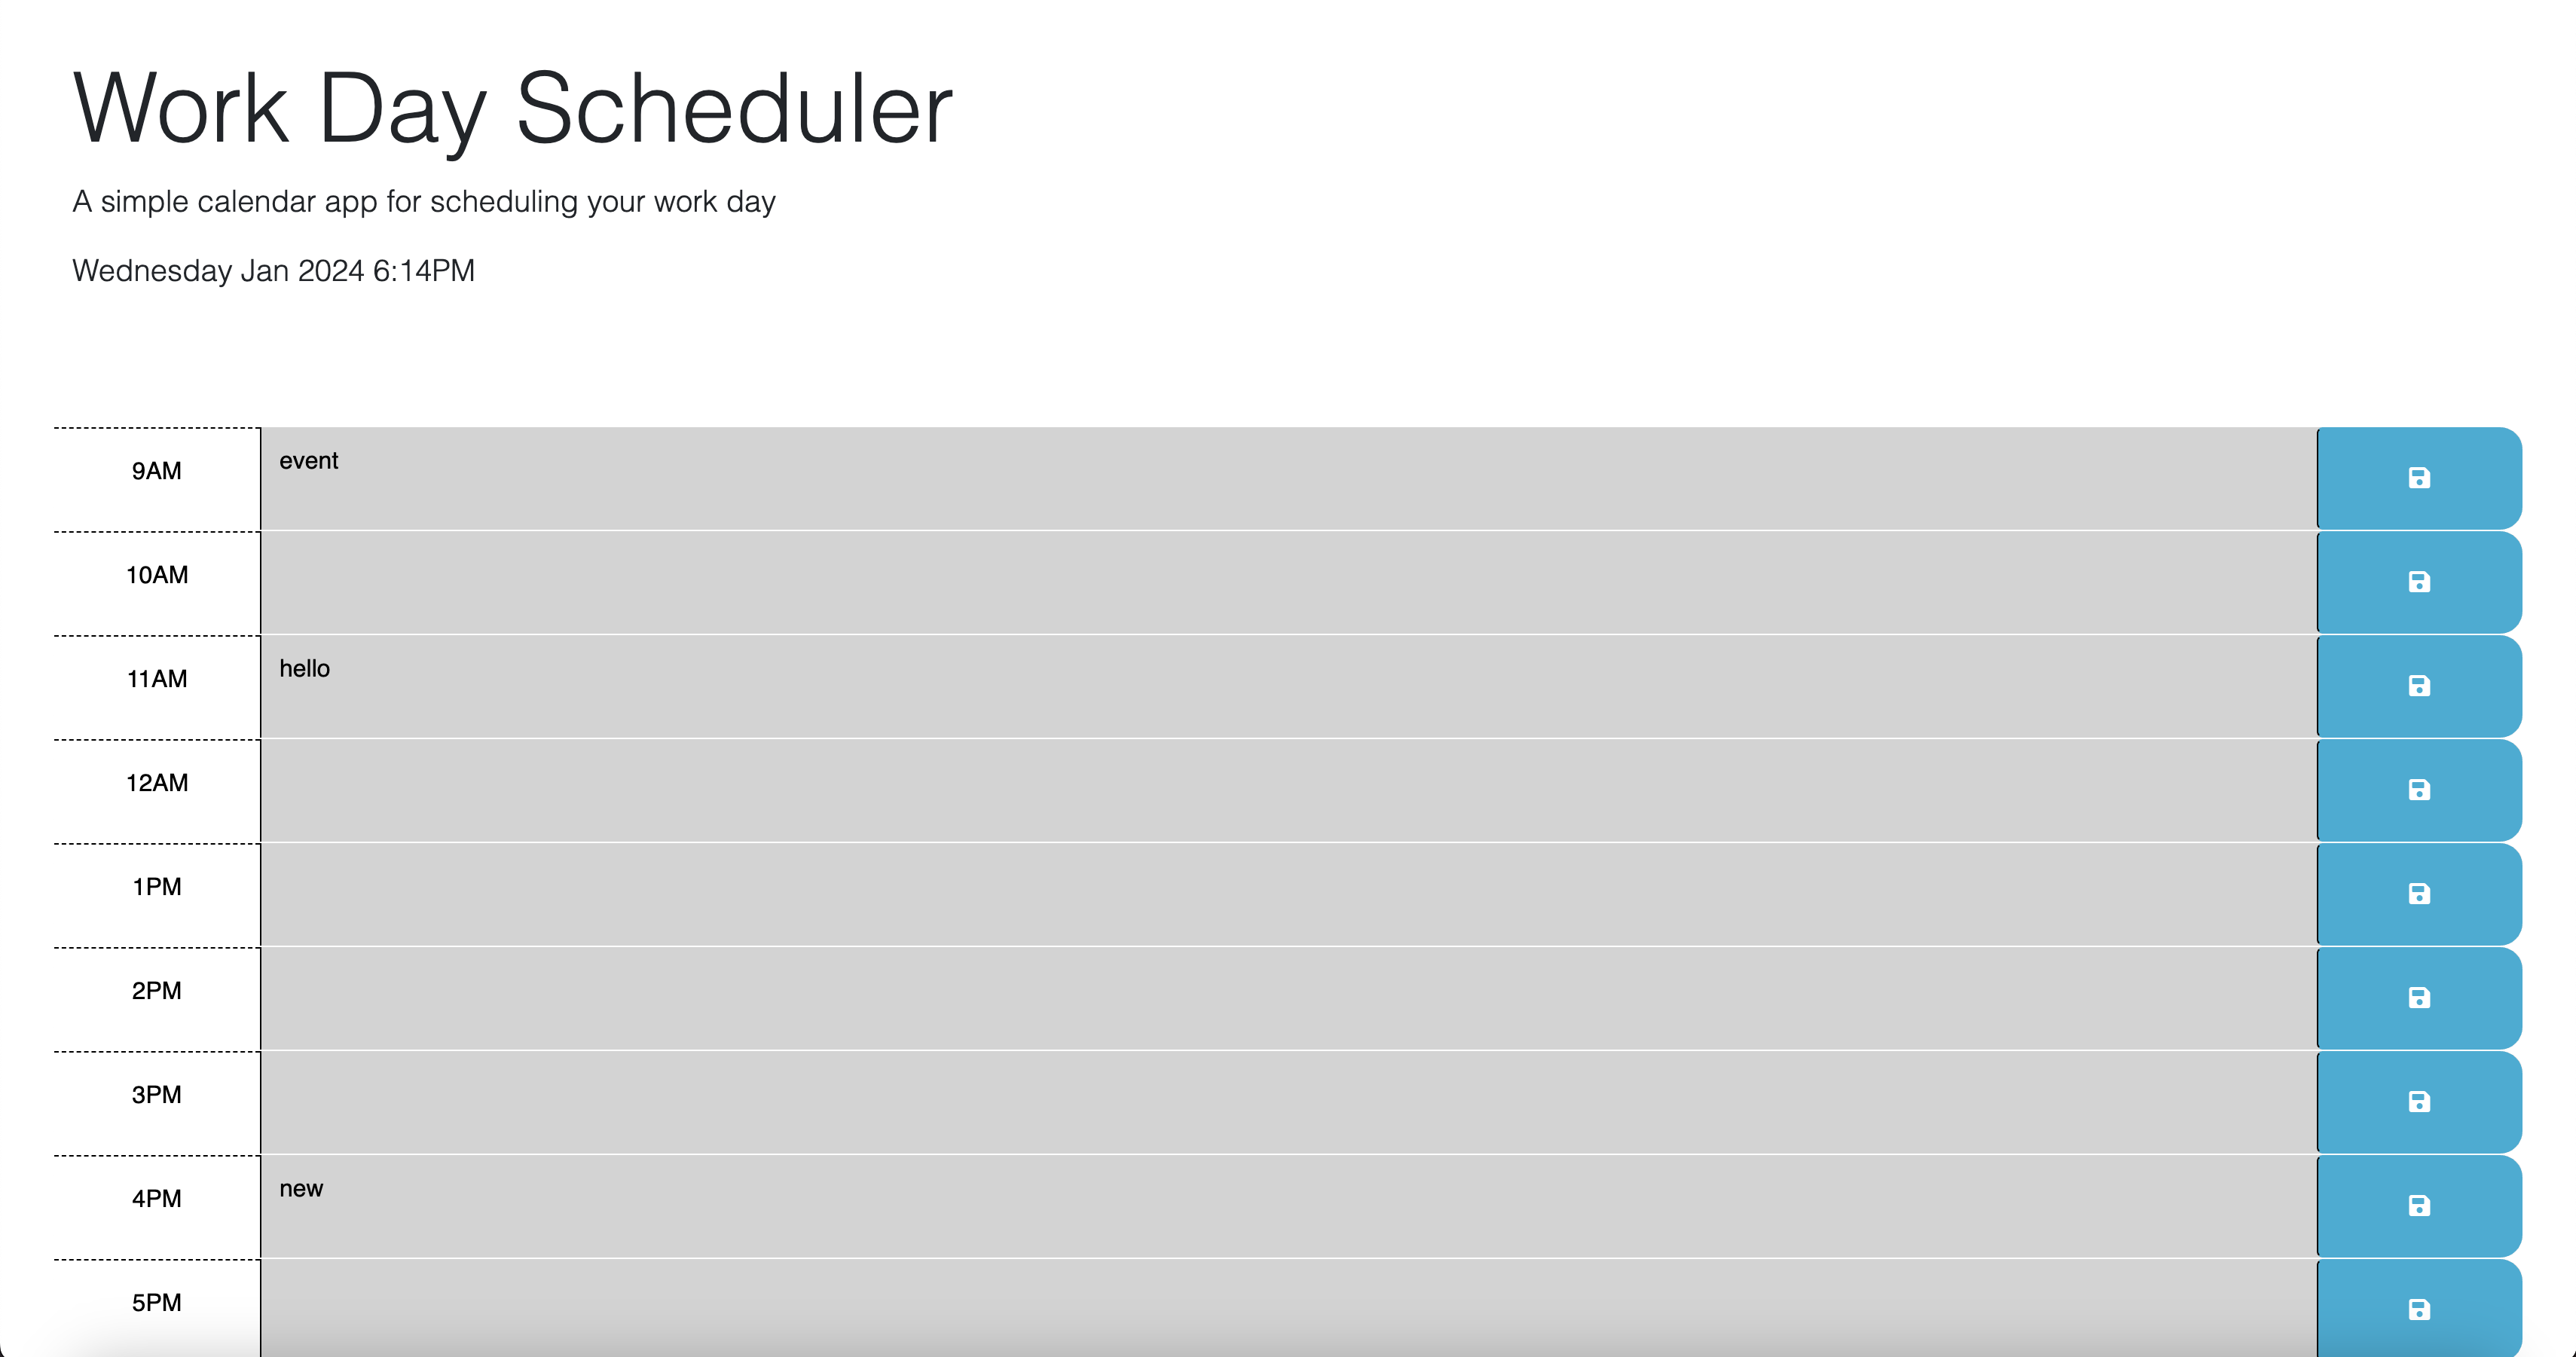 Work Day Scheduler
A simple calendar app for scheduling your work day
Wednesday Jan 2024 6:14PM
9AM event
10AM
11AM hello
12AM
1PM
2PM
3PM
4PM new
5PM